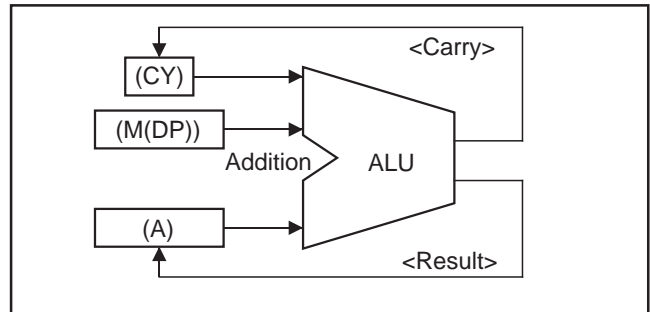 <Carry>
(CY)
(M(DP))
Addition
ALU
(A)
<Result>